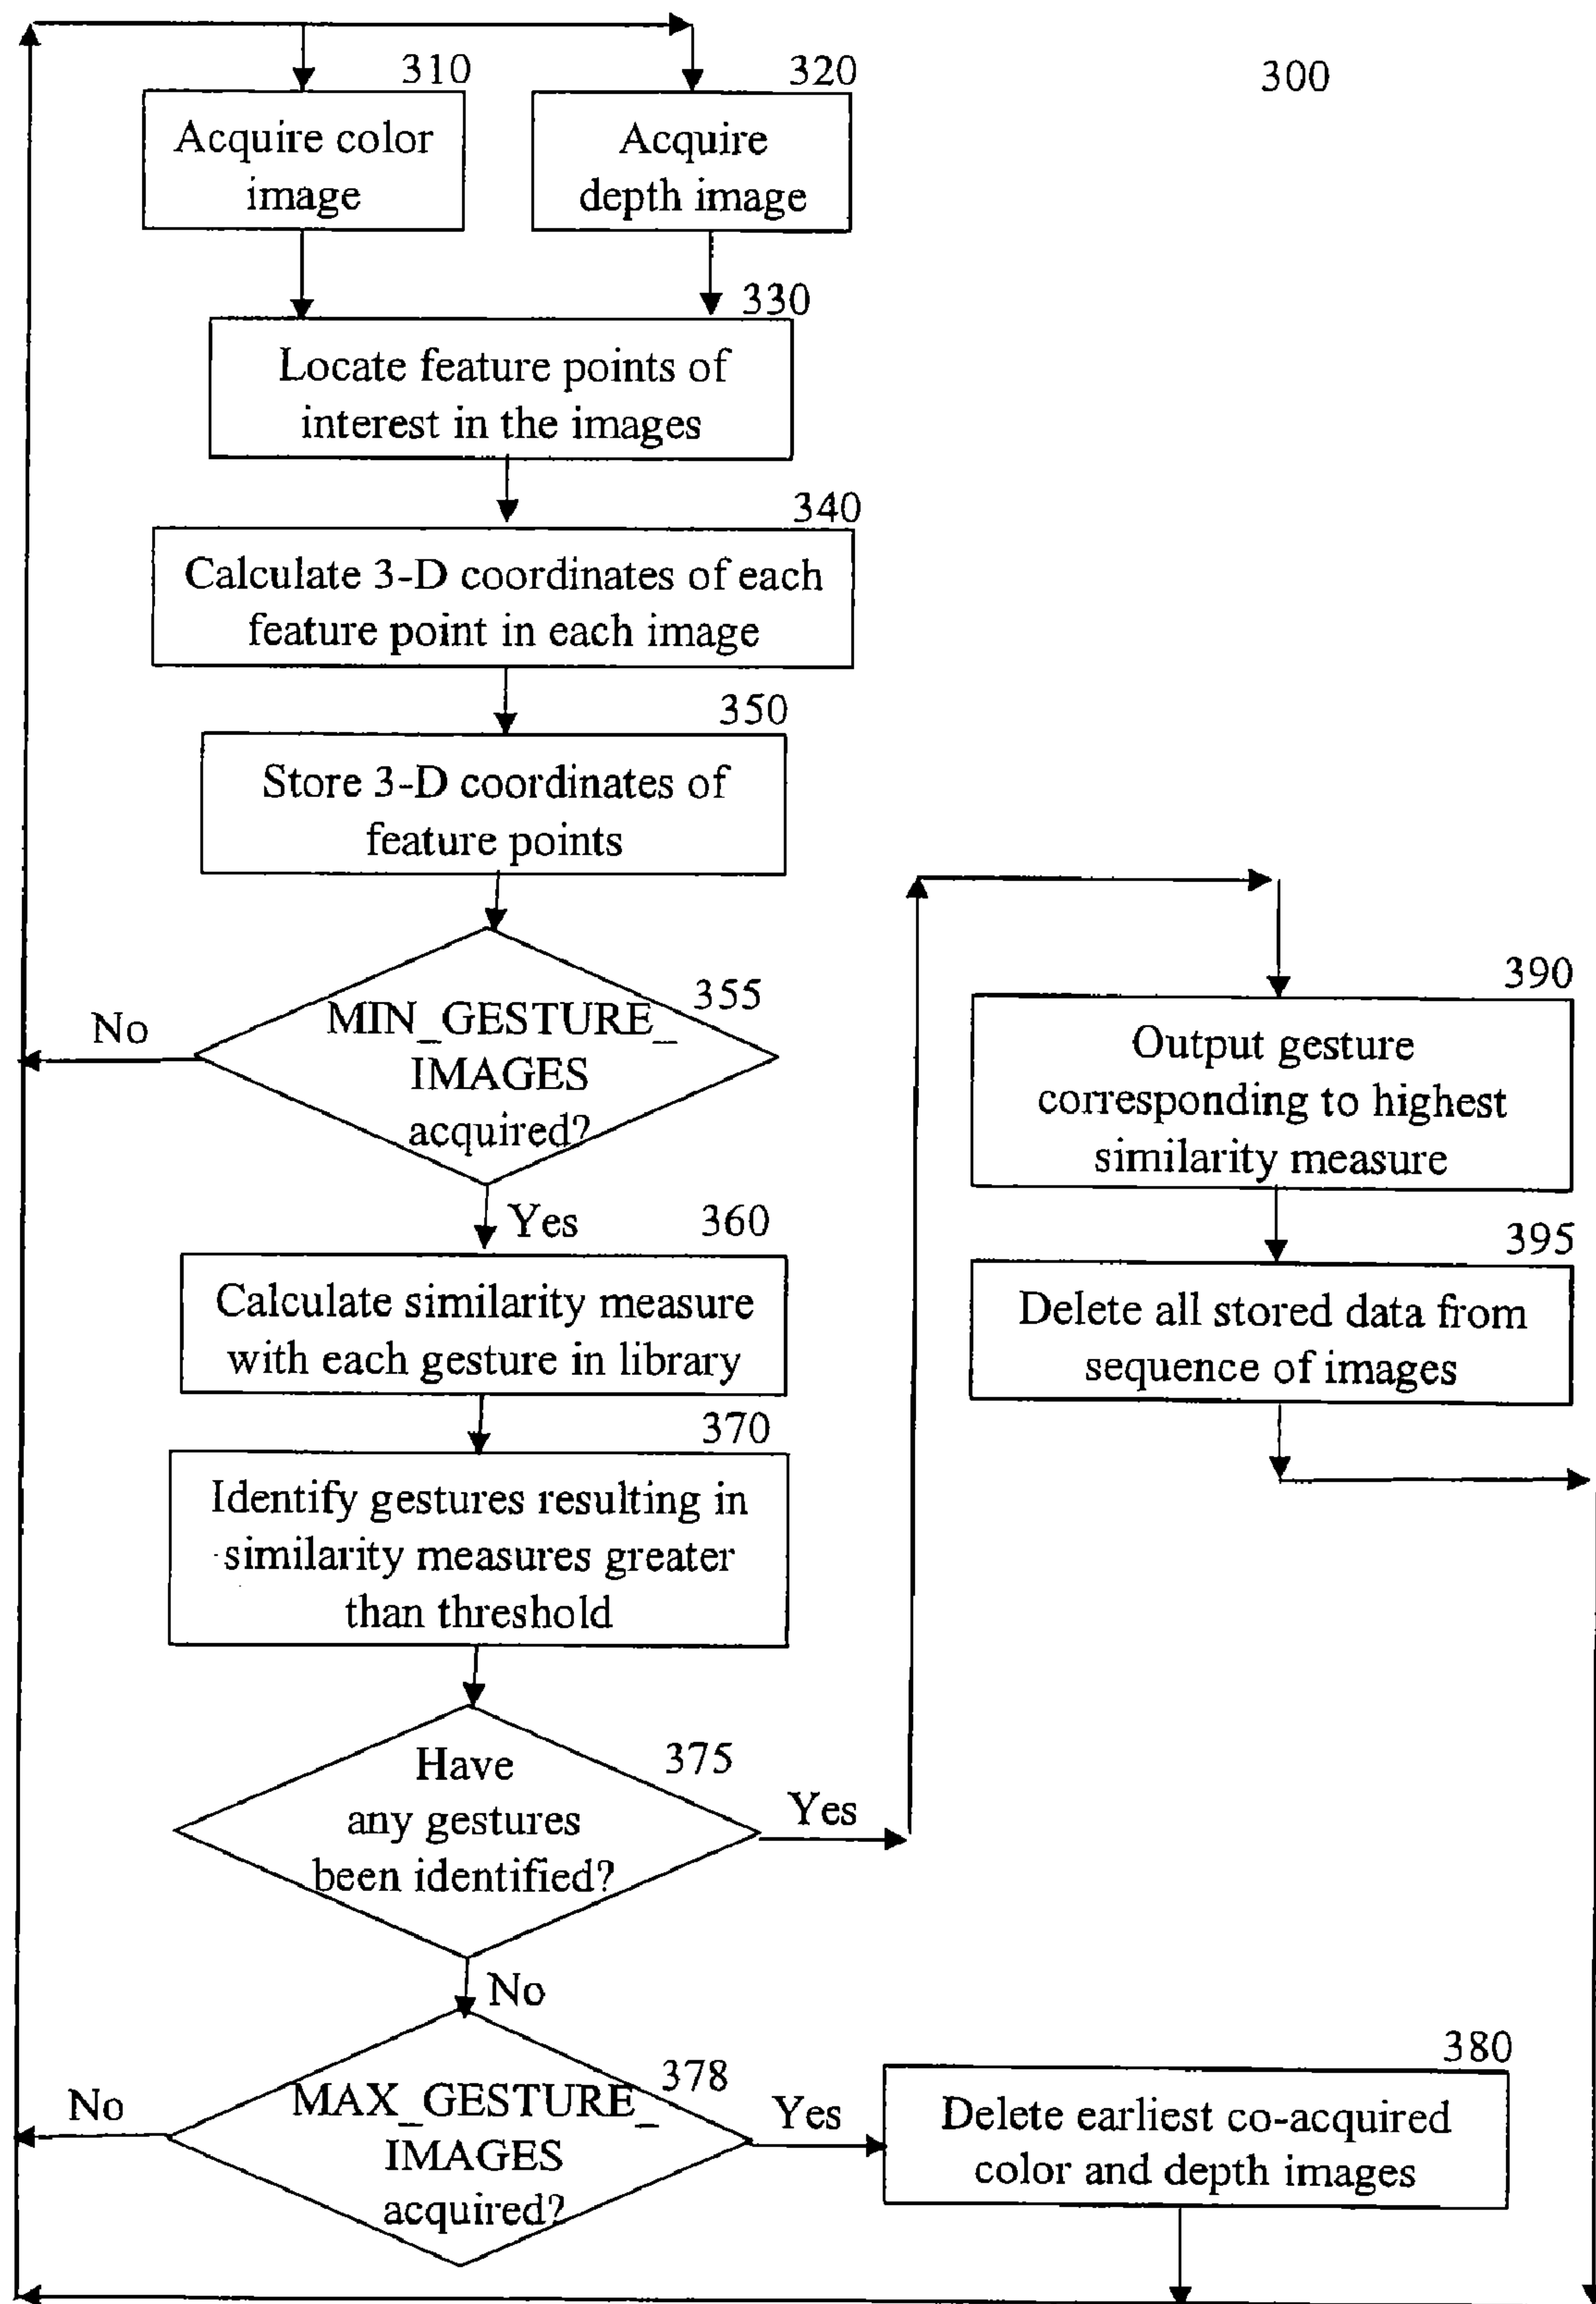 310
320
300
Acquire color
image
Acquire
depth image
330
Locate feature points of
interest in the images
340
Calculate 3-D coordinates of each
feature point in each image
350
Store 3-D coordinates of
feature points
355
No
MIN_GESTURE_
IMAGES
acquired?
Yes
360
Calculate similarity measure
with each gesture in library
370
Identify gestures resulting in
similarity measures greater
than threshold
375
Have
any gestures
been identified?
Yes
No
378
No
MAX_GESTURE_
IMAGES
acquired?
Yes
380
Delete earliest co-acquired
color and depth images
390
Output gesture
corresponding to highest
similarity measure
395
Delete all stored data from
sequence of images